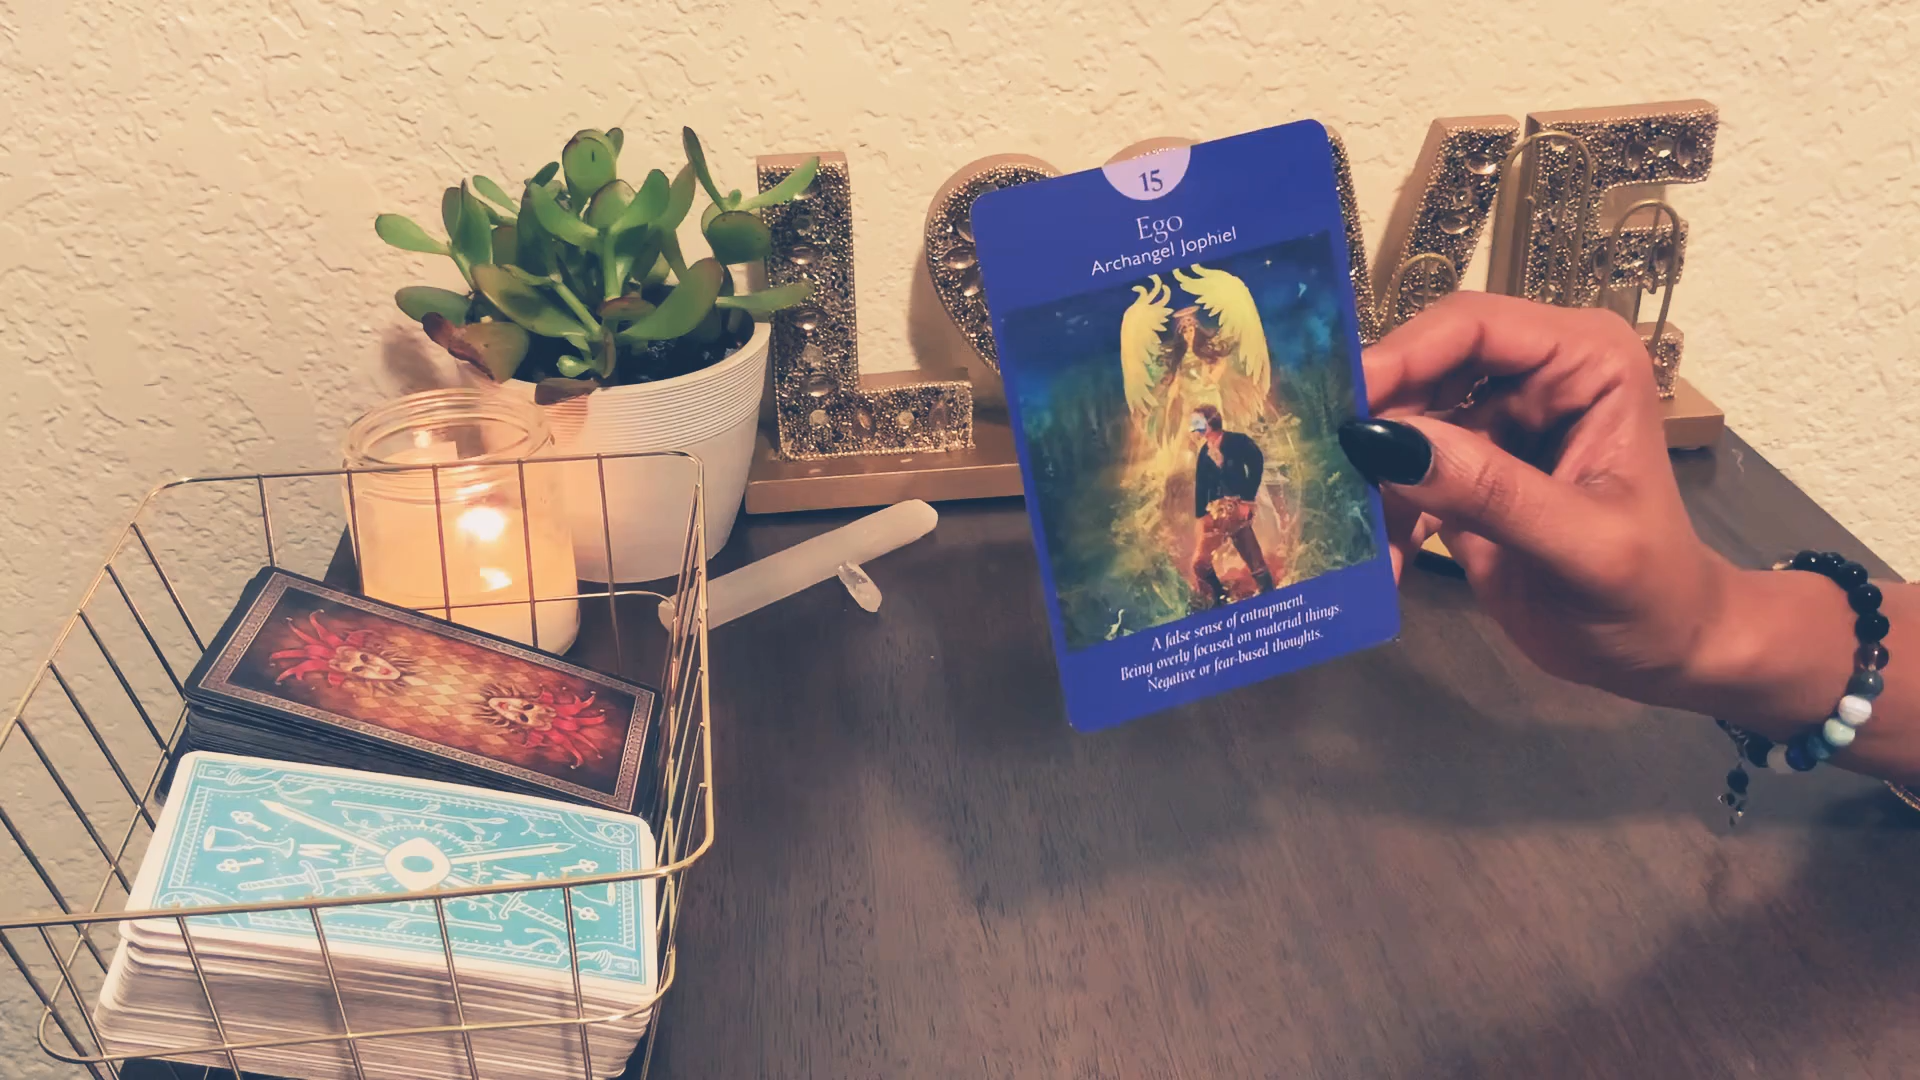 LOVE
15
Ego
Archangel Jophiel
A false sense of entrapment.
Being overly focused on material things.
Negative or fear-based thoughts.